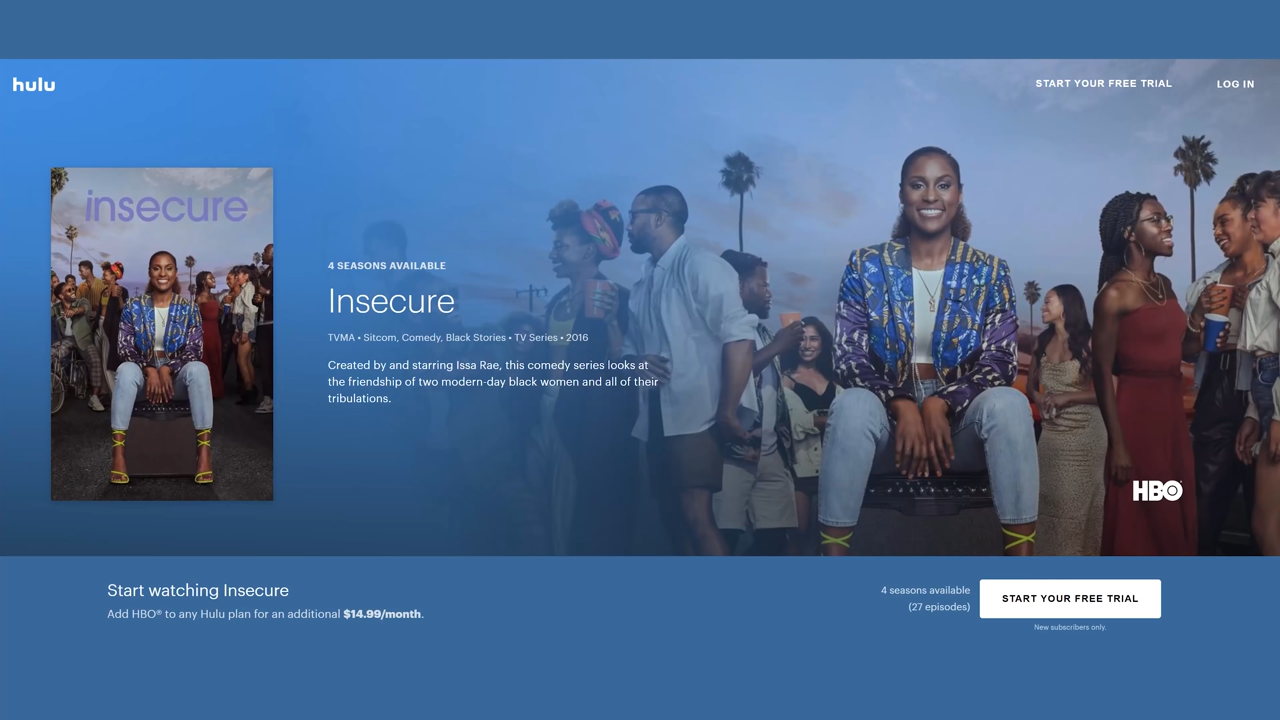 hulu
START YOUR FREE TRIAL
LOG IN
insecure
4 SEASONS AVAILABLE
Insecure
TVMA • Sitcom, Comedy, Black Stories • TV Series • 2016
Created by and starring Issa Rae, this comedy series looks at
the friendship of two modern-day black women and all of their
tribulations.
HBO
Start watching Insecure
Add HBO® to any Hulu plan for an additional $14.99/month.
4 seasons available
(27 episodes)
START YOUR FREE TRIAL
New subscribers only.